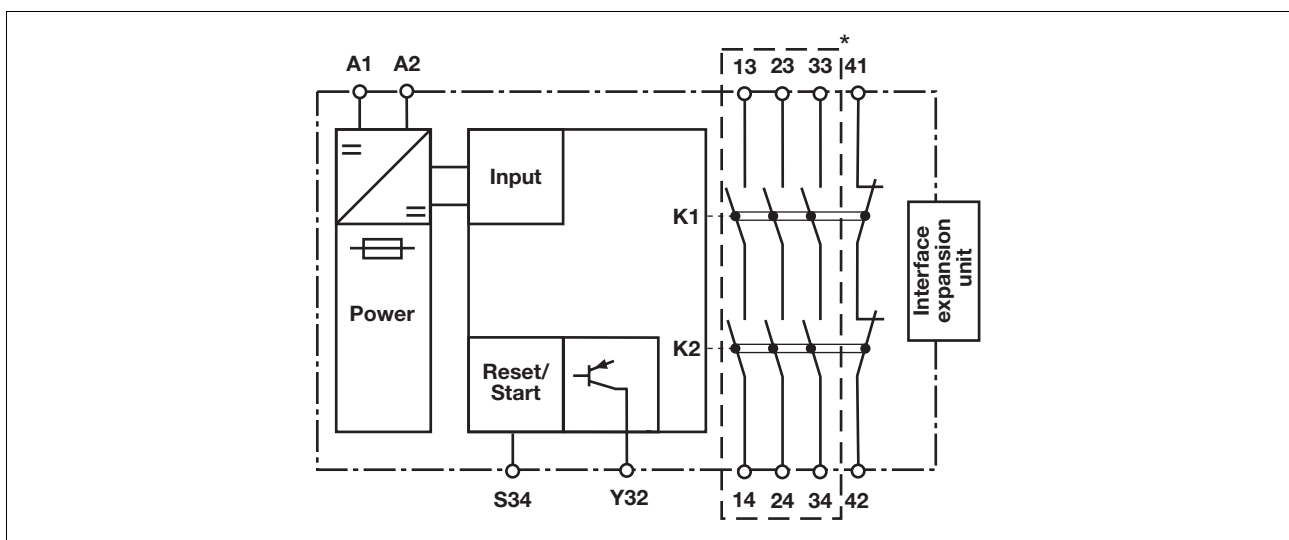 *
A1 A2 13 23 33 41
Input
K1
Power
Interface
expansion
unit
K2
Reset/
Start
S34 Y32 14 24 34 42